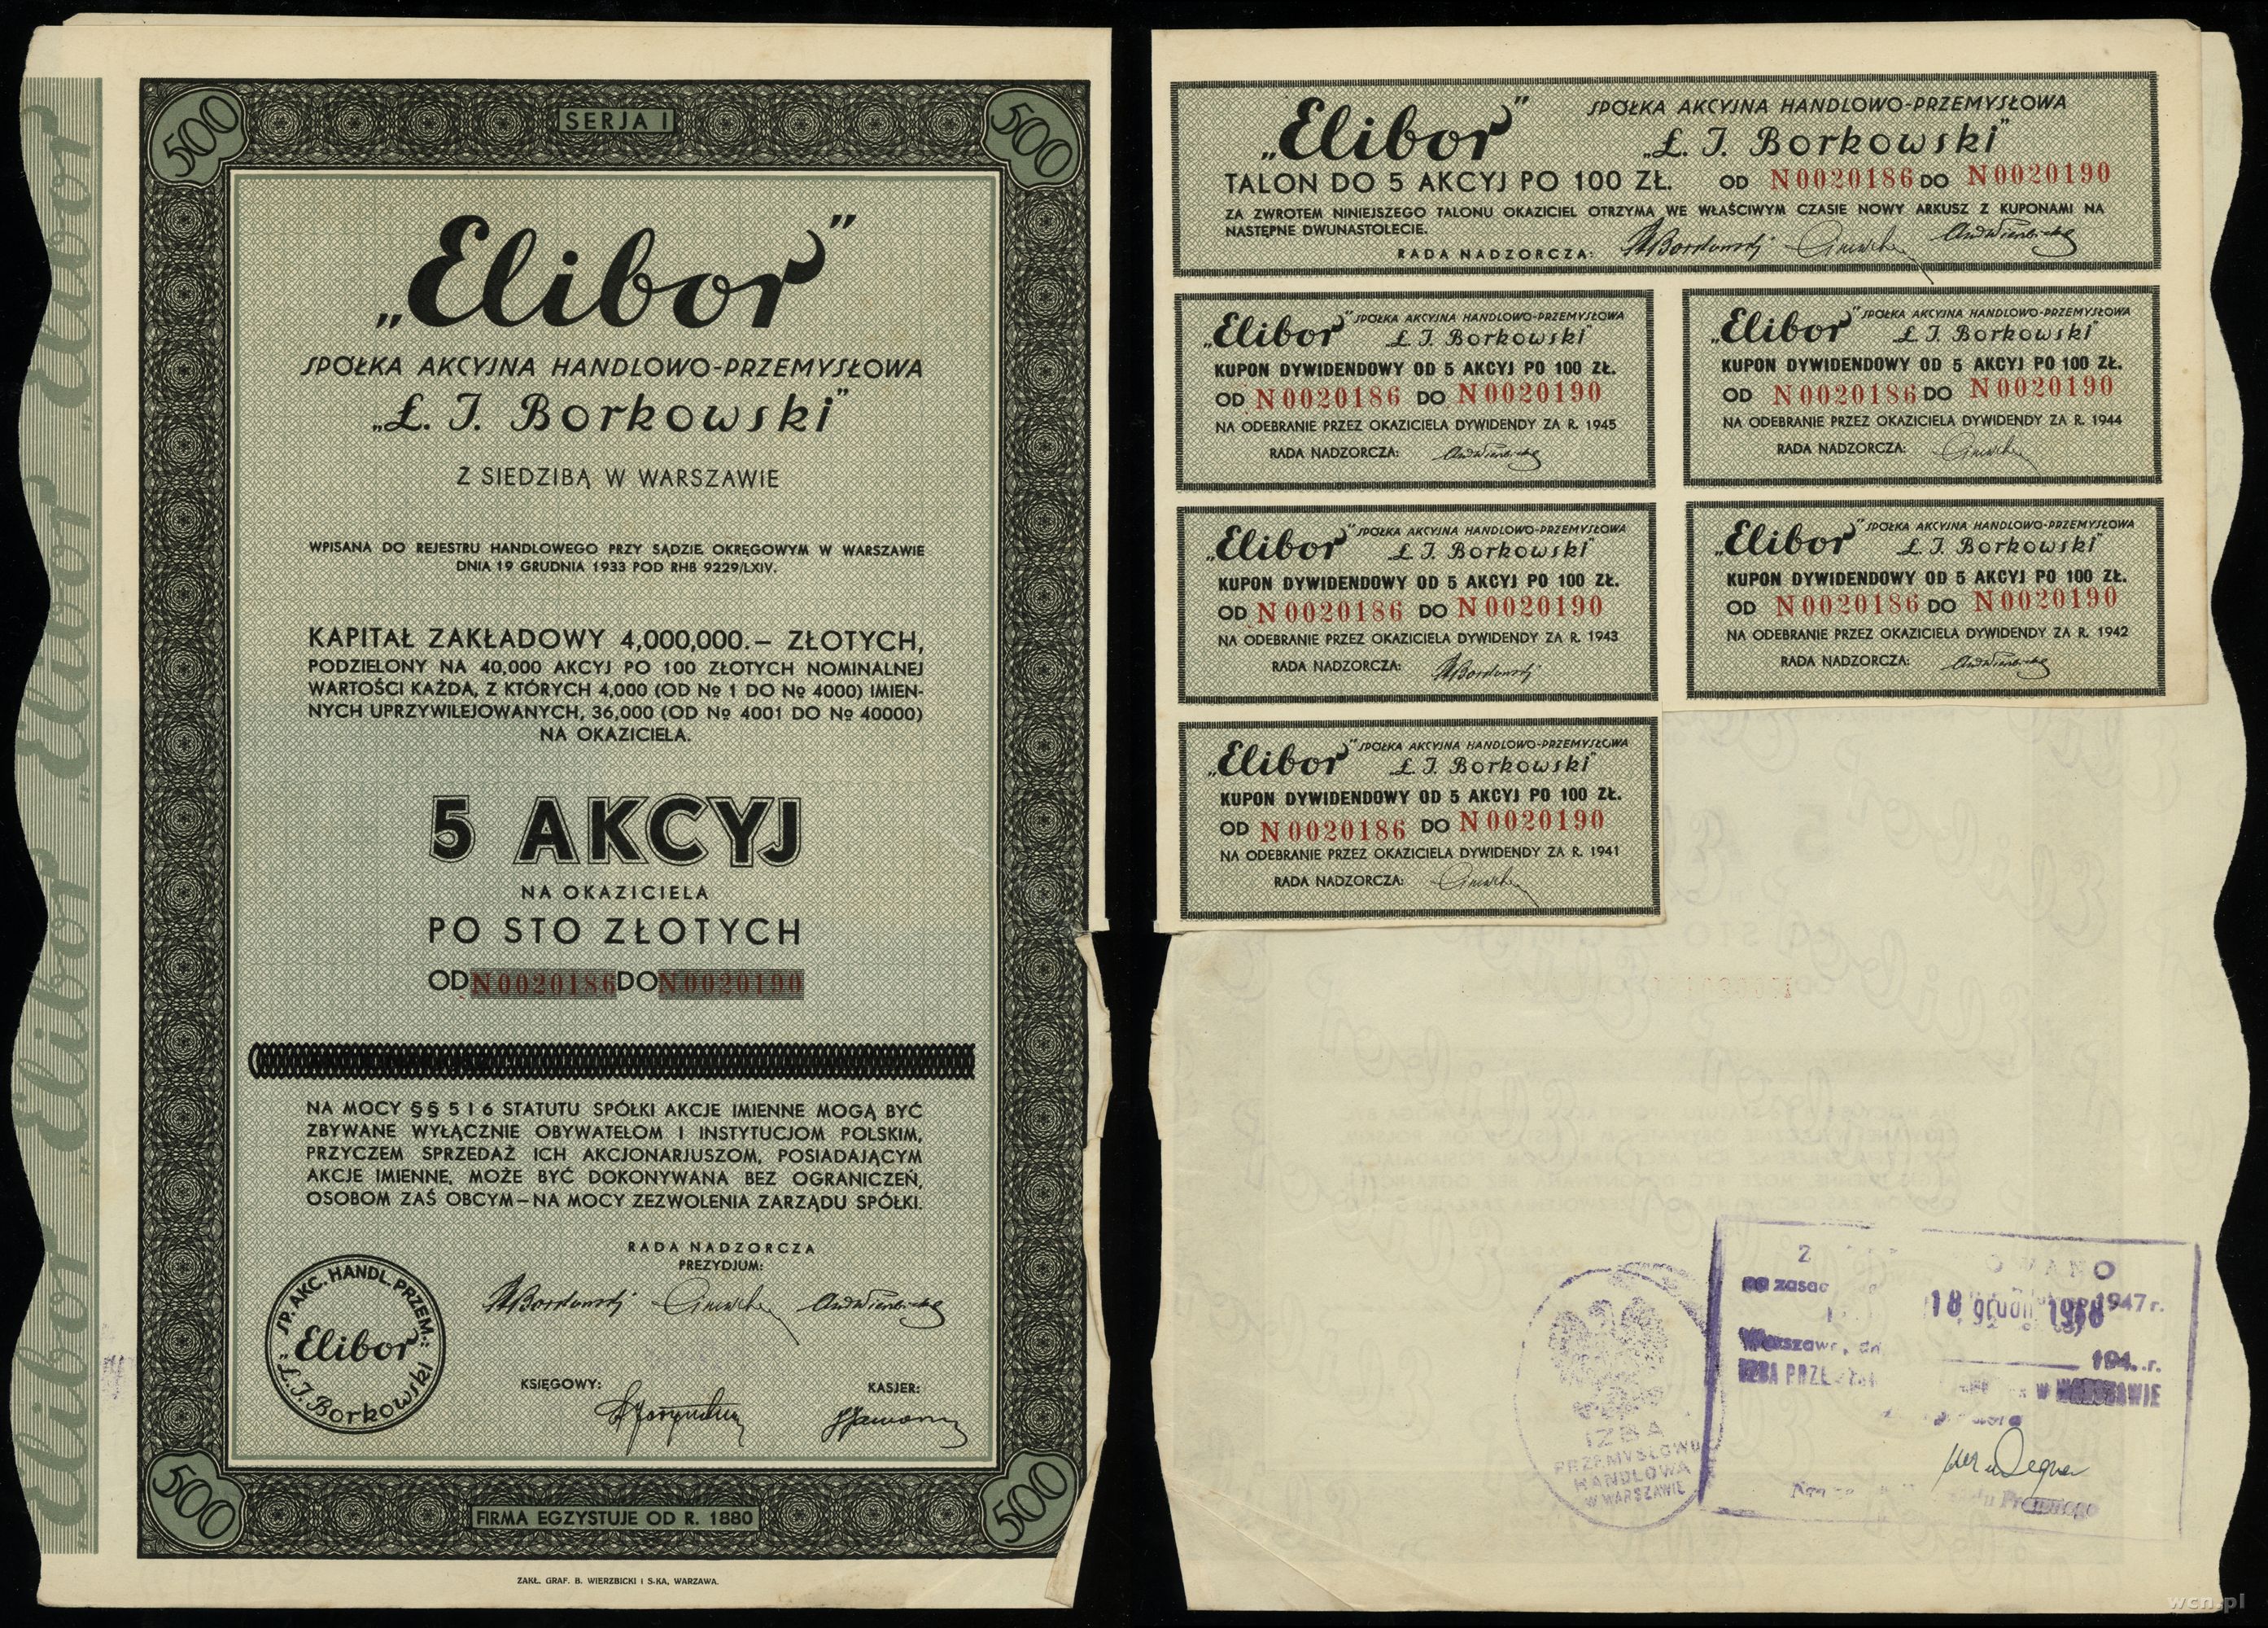 500
SERJA I
500
„Elibor”
SPÓŁKA AKCYJNA HANDLOWO-PRZEMYSŁOWA
„Ł. J. Borkowski”
Z SIEDZIBĄ W WARSZAWIE
WPISANA DO REJESTRU HANDLOWEGO PRZY SĄDZIE OKRĘGOWYM W WARSZAWIE
DNIA 19 GRUDNIA 1933 POD RHB 9229/LXIV.
KAPITAŁ ZAKŁADOWY 4,000,000.— ZŁOTYCH,
PODZIELONY NA 40,000 AKCYJ PO 100 ZŁOTYCH NOMINALNEJ
WARTOŚCI KAŻDA, Z KTÓRYCH 4,000 (OD № 1 DO № 4000) IMIEN-
NYCH UPRZYWILEJOWANYCH, 36,000 (OD № 4001 DO № 40000)
NA OKAZICIELA.
5 AKCYJ
NA OKAZICIELA
PO STO ZŁOTYCH
OD N0020186 DO N0020190
NA MOCY §§ 5 I 6 STATUTU SPÓŁKI AKCJE IMIENNE MOGĄ BYĆ
ZBYWANE WYŁĄCZNIE OBYWATELOM I INSTYTUCJOM POLSKIM,
PRZYCZEM SPRZEDAŻ ICH AKCJONARJUSZOM, POSIADAJĄCYM
AKCJE IMIENNE, MOŻE BYĆ DOKONYWANA BEZ OGRANICZEŃ,
OSOBOM ZAŚ OBCYM—NA MOCY ZEZWOLENIA ZARZĄDU SPÓŁKI.
RADA NADZORCZA
PREZYDJUM:
SP. AKC. HANDL. PRZEM.:
„Elibor”
Ł. J. Borkowski
KSIĘGOWY:
KASJER:
500
FIRMA EGZYSTUJE OD R. 1880
500
ZAKŁ. GRAF. B. WIERZBICKI I S-KA, WARSZAWA.
„Elibor”
„Elibor”
„Elibor”
„Elibor”
„Elibor”
SPÓŁKA AKCYJNA HANDLOWO-PRZEMYSŁOWA
„Ł. J. Borkowski”
TALON DO 5 AKCYJ PO 100 ZŁ. OD N0020186 DO N0020190
ZA ZWROTEM NINIEJSZEGO TALONU OKAZICIEL OTRZYMA WE WŁAŚCIWYM CZASIE NOWY ARKUSZ Z KUPONAMI NA
NASTĘPNE DWUNASTOLECIE.
RADA NADZORCZA:
„Elibor” SPÓŁKA AKCYJNA HANDLOWO-PRZEMYSŁOWA
„Ł. J. Borkowski”
KUPON DYWIDENDOWY OD 5 AKCYJ PO 100 ZŁ.
OD N0020186 DO N0020190
NA ODEBRANIE PRZEZ OKAZICIELA DYWIDENDY ZA R. 1945
RADA NADZORCZA:
„Elibor” SPÓŁKA AKCYJNA HANDLOWO-PRZEMYSŁOWA
„Ł. J. Borkowski”
KUPON DYWIDENDOWY OD 5 AKCYJ PO 100 ZŁ.
OD N0020186 DO N0020190
NA ODEBRANIE PRZEZ OKAZICIELA DYWIDENDY ZA R. 1944
RADA NADZORCZA:
„Elibor” SPÓŁKA AKCYJNA HANDLOWO-PRZEMYSŁOWA
„Ł. J. Borkowski”
KUPON DYWIDENDOWY OD 5 AKCYJ PO 100 ZŁ.
OD N0020186 DO N0020190
NA ODEBRANIE PRZEZ OKAZICIELA DYWIDENDY ZA R. 1943
RADA NADZORCZA:
„Elibor” SPÓŁKA AKCYJNA HANDLOWO-PRZEMYSŁOWA
„Ł. J. Borkowski”
KUPON DYWIDENDOWY OD 5 AKCYJ PO 100 ZŁ.
OD N0020186 DO N0020190
NA ODEBRANIE PRZEZ OKAZICIELA DYWIDENDY ZA R. 1942
RADA NADZORCZA:
„Elibor” SPÓŁKA AKCYJNA HANDLOWO-PRZEMYSŁOWA
„Ł. J. Borkowski”
KUPON DYWIDENDOWY OD 5 AKCYJ PO 100 ZŁ.
OD N0020186 DO N0020190
NA ODEBRANIE PRZEZ OKAZICIELA DYWIDENDY ZA R. 1941
RADA NADZORCZA:
IZBA
PRZEMYSŁOWO
HANDLOWA
W WARSZAWIE
1947 r.
18 grudn
Warszawa, dn.
194 . r.
IZBA
W WARSZAWIE
wcn.pl